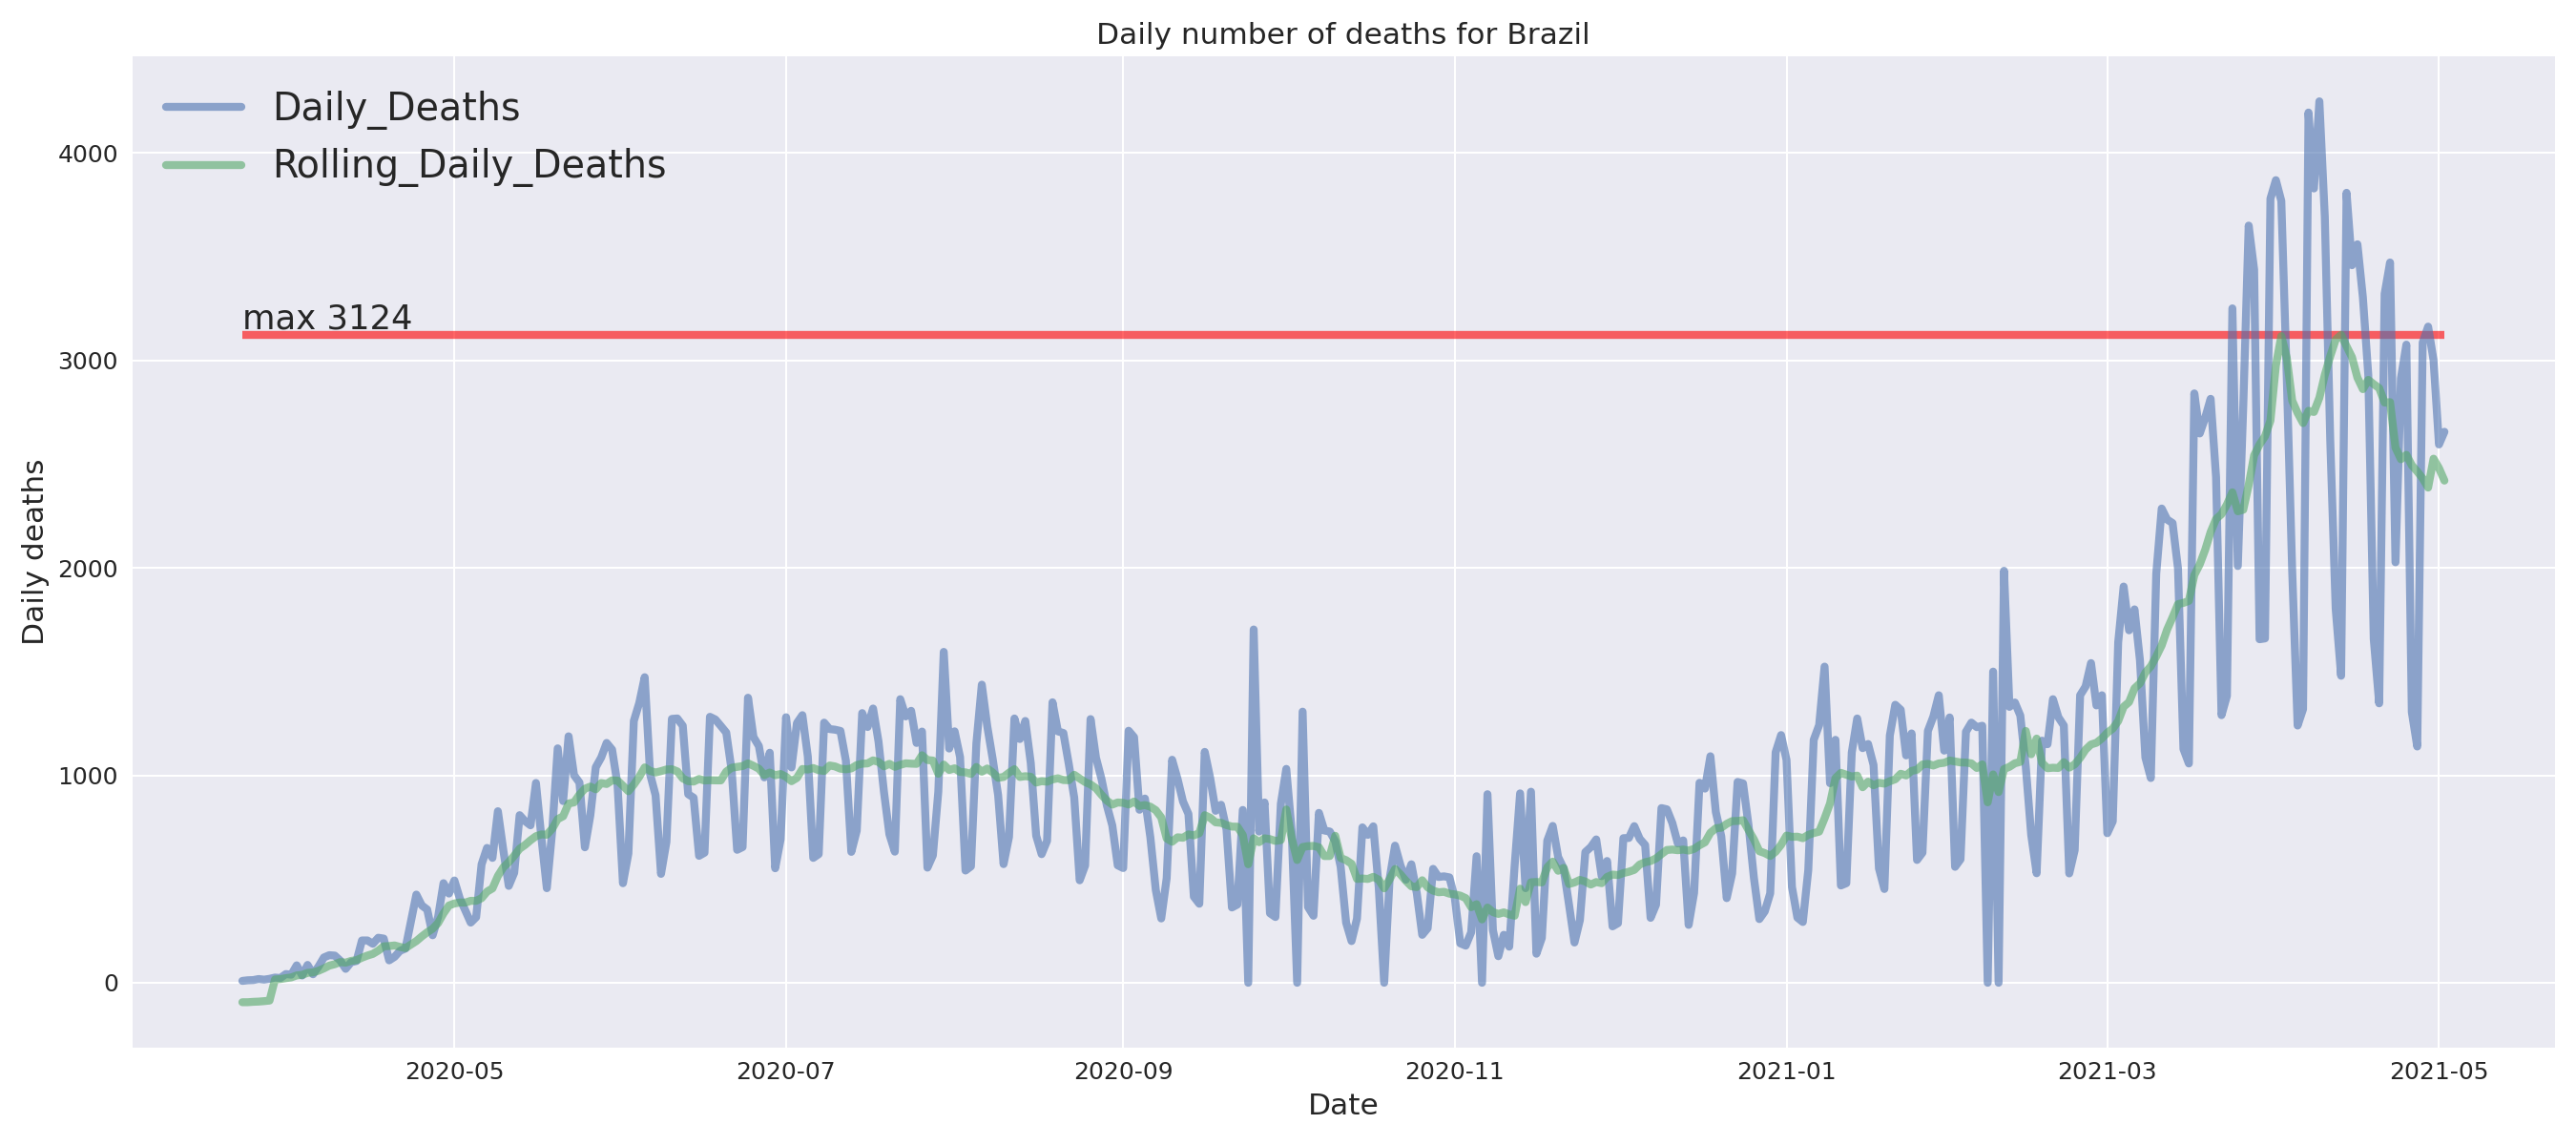 Daily number of deaths for Brazil
Daily_Deaths
Rolling_Daily_Deaths
max 3124
4000
3000
2000
1000
0
Daily deaths
2020-05 2020-07 2020-09 2020-11 2021-01 2021-03 2021-05
Date